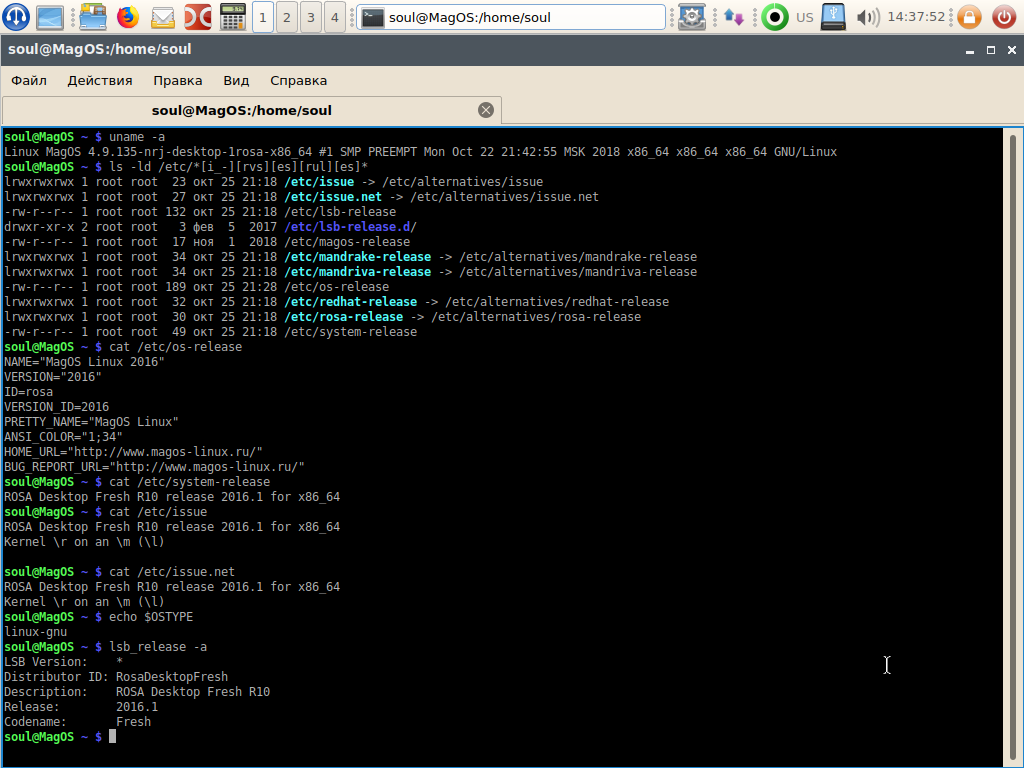 1 2 3 4 soul@MagOS:/home/soul US 14:37:52
soul@MagOS:/home/soul
Файл Действия Правка Вид Справка
soul@MagOS:/home/soul
soul@MagOS ~ $ uname -a
Linux MagOS 4.9.135-nrj-desktop-1rosa-x86_64 #1 SMP PREEMPT Mon Oct 22 21:42:55 MSK 2018 x86_64 x86_64 x86_64 GNU/Linux
soul@MagOS ~ $ ls -ld /etc/*[i_-][rvs][es][rul][es]*
lrwxrwxrwx 1 root root  23 окт 25 21:18 /etc/issue -> /etc/alternatives/issue
lrwxrwxrwx 1 root root  27 окт 25 21:18 /etc/issue.net -> /etc/alternatives/issue.net
-rw-r--r-- 1 root root 132 окт 25 21:18 /etc/lsb-release
drwxr-xr-x 2 root root   3 фев  5  2017 /etc/lsb-release.d/
-rw-r--r-- 1 root root  17 ноя  1  2018 /etc/magos-release
lrwxrwxrwx 1 root root  34 окт 25 21:18 /etc/mandrake-release -> /etc/alternatives/mandrake-release
lrwxrwxrwx 1 root root  34 окт 25 21:18 /etc/mandriva-release -> /etc/alternatives/mandriva-release
-rw-r--r-- 1 root root 189 окт 25 21:28 /etc/os-release
lrwxrwxrwx 1 root root  32 окт 25 21:18 /etc/redhat-release -> /etc/alternatives/redhat-release
lrwxrwxrwx 1 root root  30 окт 25 21:18 /etc/rosa-release -> /etc/alternatives/rosa-release
-rw-r--r-- 1 root root  49 окт 25 21:18 /etc/system-release
soul@MagOS ~ $ cat /etc/os-release
NAME="MagOS Linux 2016"
VERSION="2016"
ID=rosa
VERSION_ID=2016
PRETTY_NAME="MagOS Linux"
ANSI_COLOR="1;34"
HOME_URL="http://www.magos-linux.ru/"
BUG_REPORT_URL="http://www.magos-linux.ru/"
soul@MagOS ~ $ cat /etc/system-release
ROSA Desktop Fresh R10 release 2016.1 for x86_64
soul@MagOS ~ $ cat /etc/issue
ROSA Desktop Fresh R10 release 2016.1 for x86_64
Kernel \r on an \m (\l)
soul@MagOS ~ $ cat /etc/issue.net
ROSA Desktop Fresh R10 release 2016.1 for x86_64
Kernel \r on an \m (\l)
soul@MagOS ~ $ echo $OSTYPE
linux-gnu
soul@MagOS ~ $ lsb_release -a
LSB Version:    *
Distributor ID: RosaDesktopFresh
Description:    ROSA Desktop Fresh R10
Release:        2016.1
Codename:       Fresh
soul@MagOS ~ $